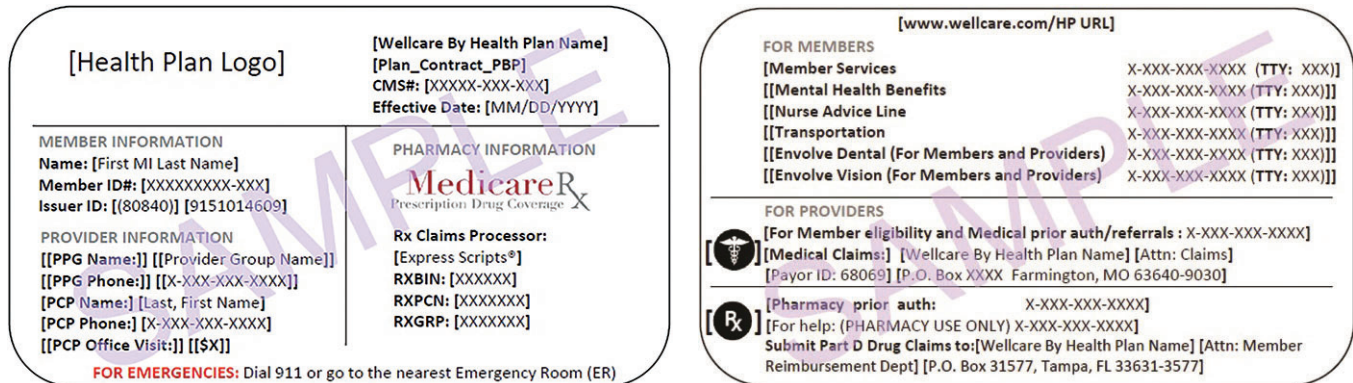 [Health Plan Logo]
[Wellcare By Health Plan Name]
[Plan_Contract_PBP]
CMS#: [XXXXX-XXX-XXX]
Effective Date: [MM/DD/YYYY]
MEMBER INFORMATION
Name: [First MI Last Name]
Member ID#: [XXXXXXXXX-XXX]
Issuer ID: [(80840)] [9151014609]
PROVIDER INFORMATION
[[PPG Name:]] [[Provider Group Name]]
[[PPG Phone:]] [[X-XXX-XXX-XXXX]]
[PCP Name:] [Last, First Name]
[PCP Phone:] [X-XXX-XXX-XXXX]
[[PCP Office Visit:]] [[$X]]
PHARMACY INFORMATION
MedicareRx
Prescription Drug Coverage
Rx Claims Processor:
[Express Scripts®]
RXBIN: [XXXXXX]
RXPCN: [XXXXXXX]
RXGRP: [XXXXXXX]
FOR EMERGENCIES: Dial 911 or go to the nearest Emergency Room (ER)
SAMPLE
[www.wellcare.com/HP URL]
FOR MEMBERS
[Member Services X-XXX-XXX-XXXX (TTY: XXX)]
[[Mental Health Benefits X-XXX-XXX-XXXX (TTY: XXX)]]
[[Nurse Advice Line X-XXX-XXX-XXXX (TTY: XXX)]]
[[Transportation X-XXX-XXX-XXXX (TTY: XXX)]]
[[Envolve Dental (For Members and Providers) X-XXX-XXX-XXXX (TTY: XXX)]]
[[Envolve Vision (For Members and Providers) X-XXX-XXX-XXXX (TTY: XXX)]]
FOR PROVIDERS
[For Member eligibility and Medical prior auth/referrals : X-XXX-XXX-XXXX]
[Medical Claims:] [Wellcare By Health Plan Name] [Attn: Claims]
[Payor ID: 68069] [P.O. Box XXXX Farmington, MO 63640-9030]
[Rx]
[Pharmacy prior auth: X-XXX-XXX-XXXX]
[For help: (PHARMACY USE ONLY) X-XXX-XXX-XXXX]
Submit Part D Drug Claims to:[Wellcare By Health Plan Name] [Attn: Member
Reimbursement Dept] [P.O. Box 31577, Tampa, FL 33631-3577]
SAMPLE